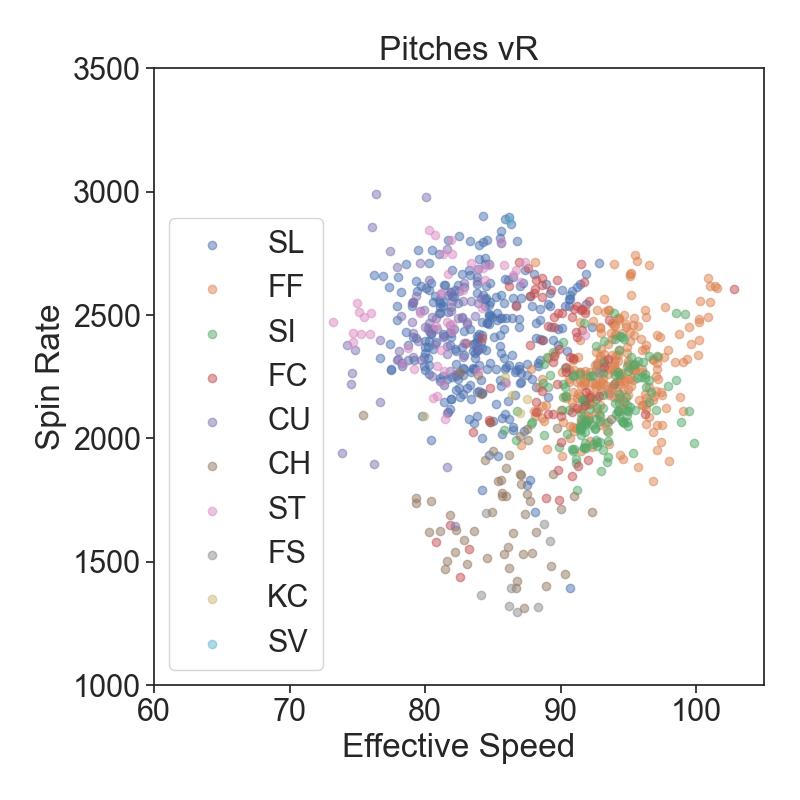 Pitches vR
3500
3000
2500
2000
1500
1000
Spin Rate
SL
FF
SI
FC
CU
CH
ST
FS
KC
SV
60 70 80 90 100
Effective Speed